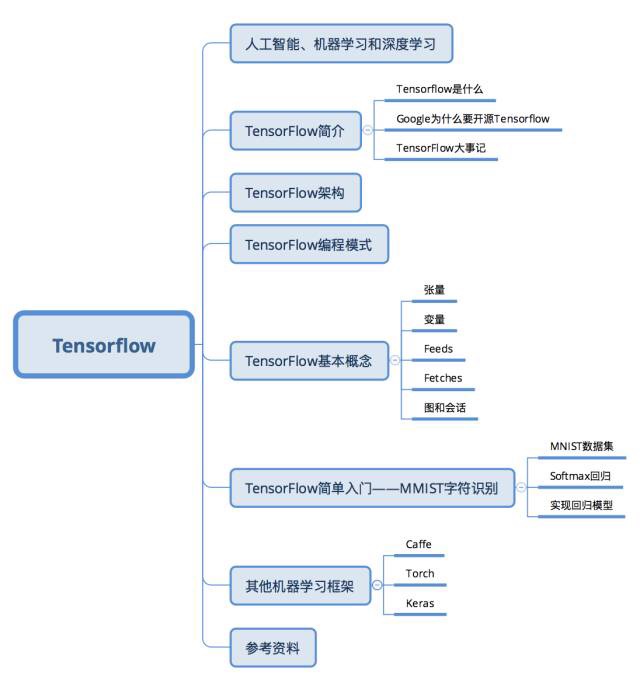 人工智能、机器学习和深度学习
Tensorflow是什么
TensorFlow简介
Google为什么要开源Tensorflow
TensorFlow大事记
TensorFlow架构
TensorFlow编程模式
Tensorflow
TensorFlow基本概念
张量
变量
Feeds
Fetches
图和会话
TensorFlow简单入门——MMIST字符识别
MNIST数据集
Softmax回归
实现回归模型
其他机器学习框架
Caffe
Torch
Keras
参考资料